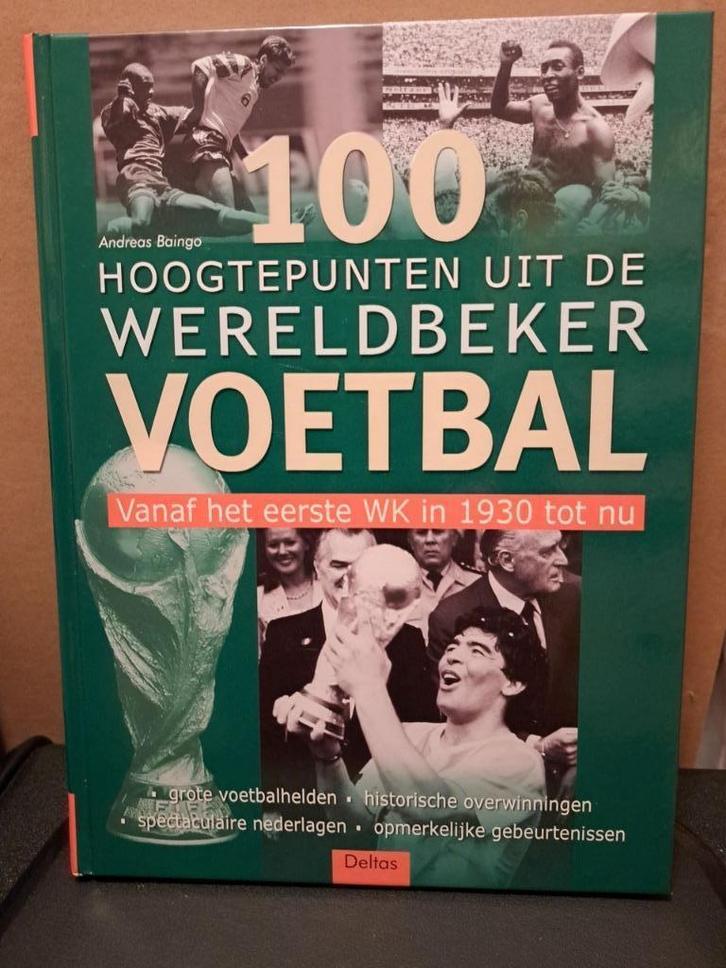 100
Andreas Baingo
HOOGTEPUNTEN UIT DE
WERELDBEKER
VOETBAL
Vanaf het eerste WK in 1930 tot nu
▪ grote voetbalhelden ▪ historische overwinningen
▪ spectaculaire nederlagen ▪ opmerkelijke gebeurtenissen
Deltas